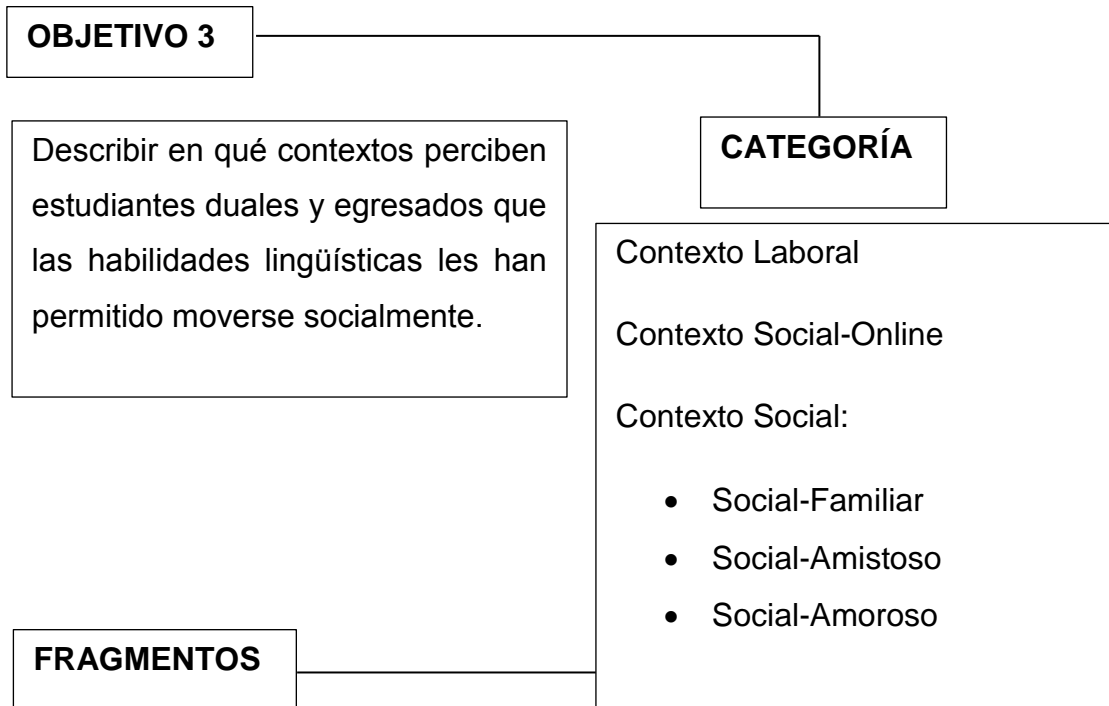 OBJETIVO 3
Describir en qué contextos perciben
estudiantes duales y egresados que
las habilidades lingüísticas les han
permitido moverse socialmente.
CATEGORÍA
Contexto Laboral
Contexto Social-Online
Contexto Social:
• Social-Familiar
• Social-Amistoso
• Social-Amoroso
FRAGMENTOS